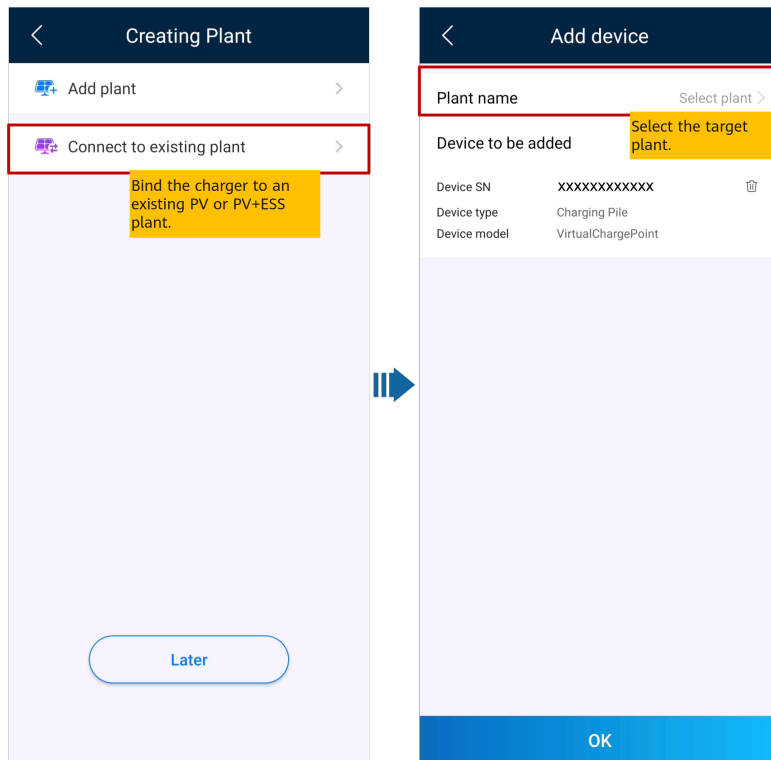 Creating Plant
Add plant
Connect to existing plant
Bind the charger to an
existing PV or PV+ESS
plant.
Later
Add device
Plant name
Select plant
Select the target
plant.
Device to be added
Device SN
XXXXXXXXXXXX
Device type
Charging Pile
Device model
VirtualChargePoint
OK